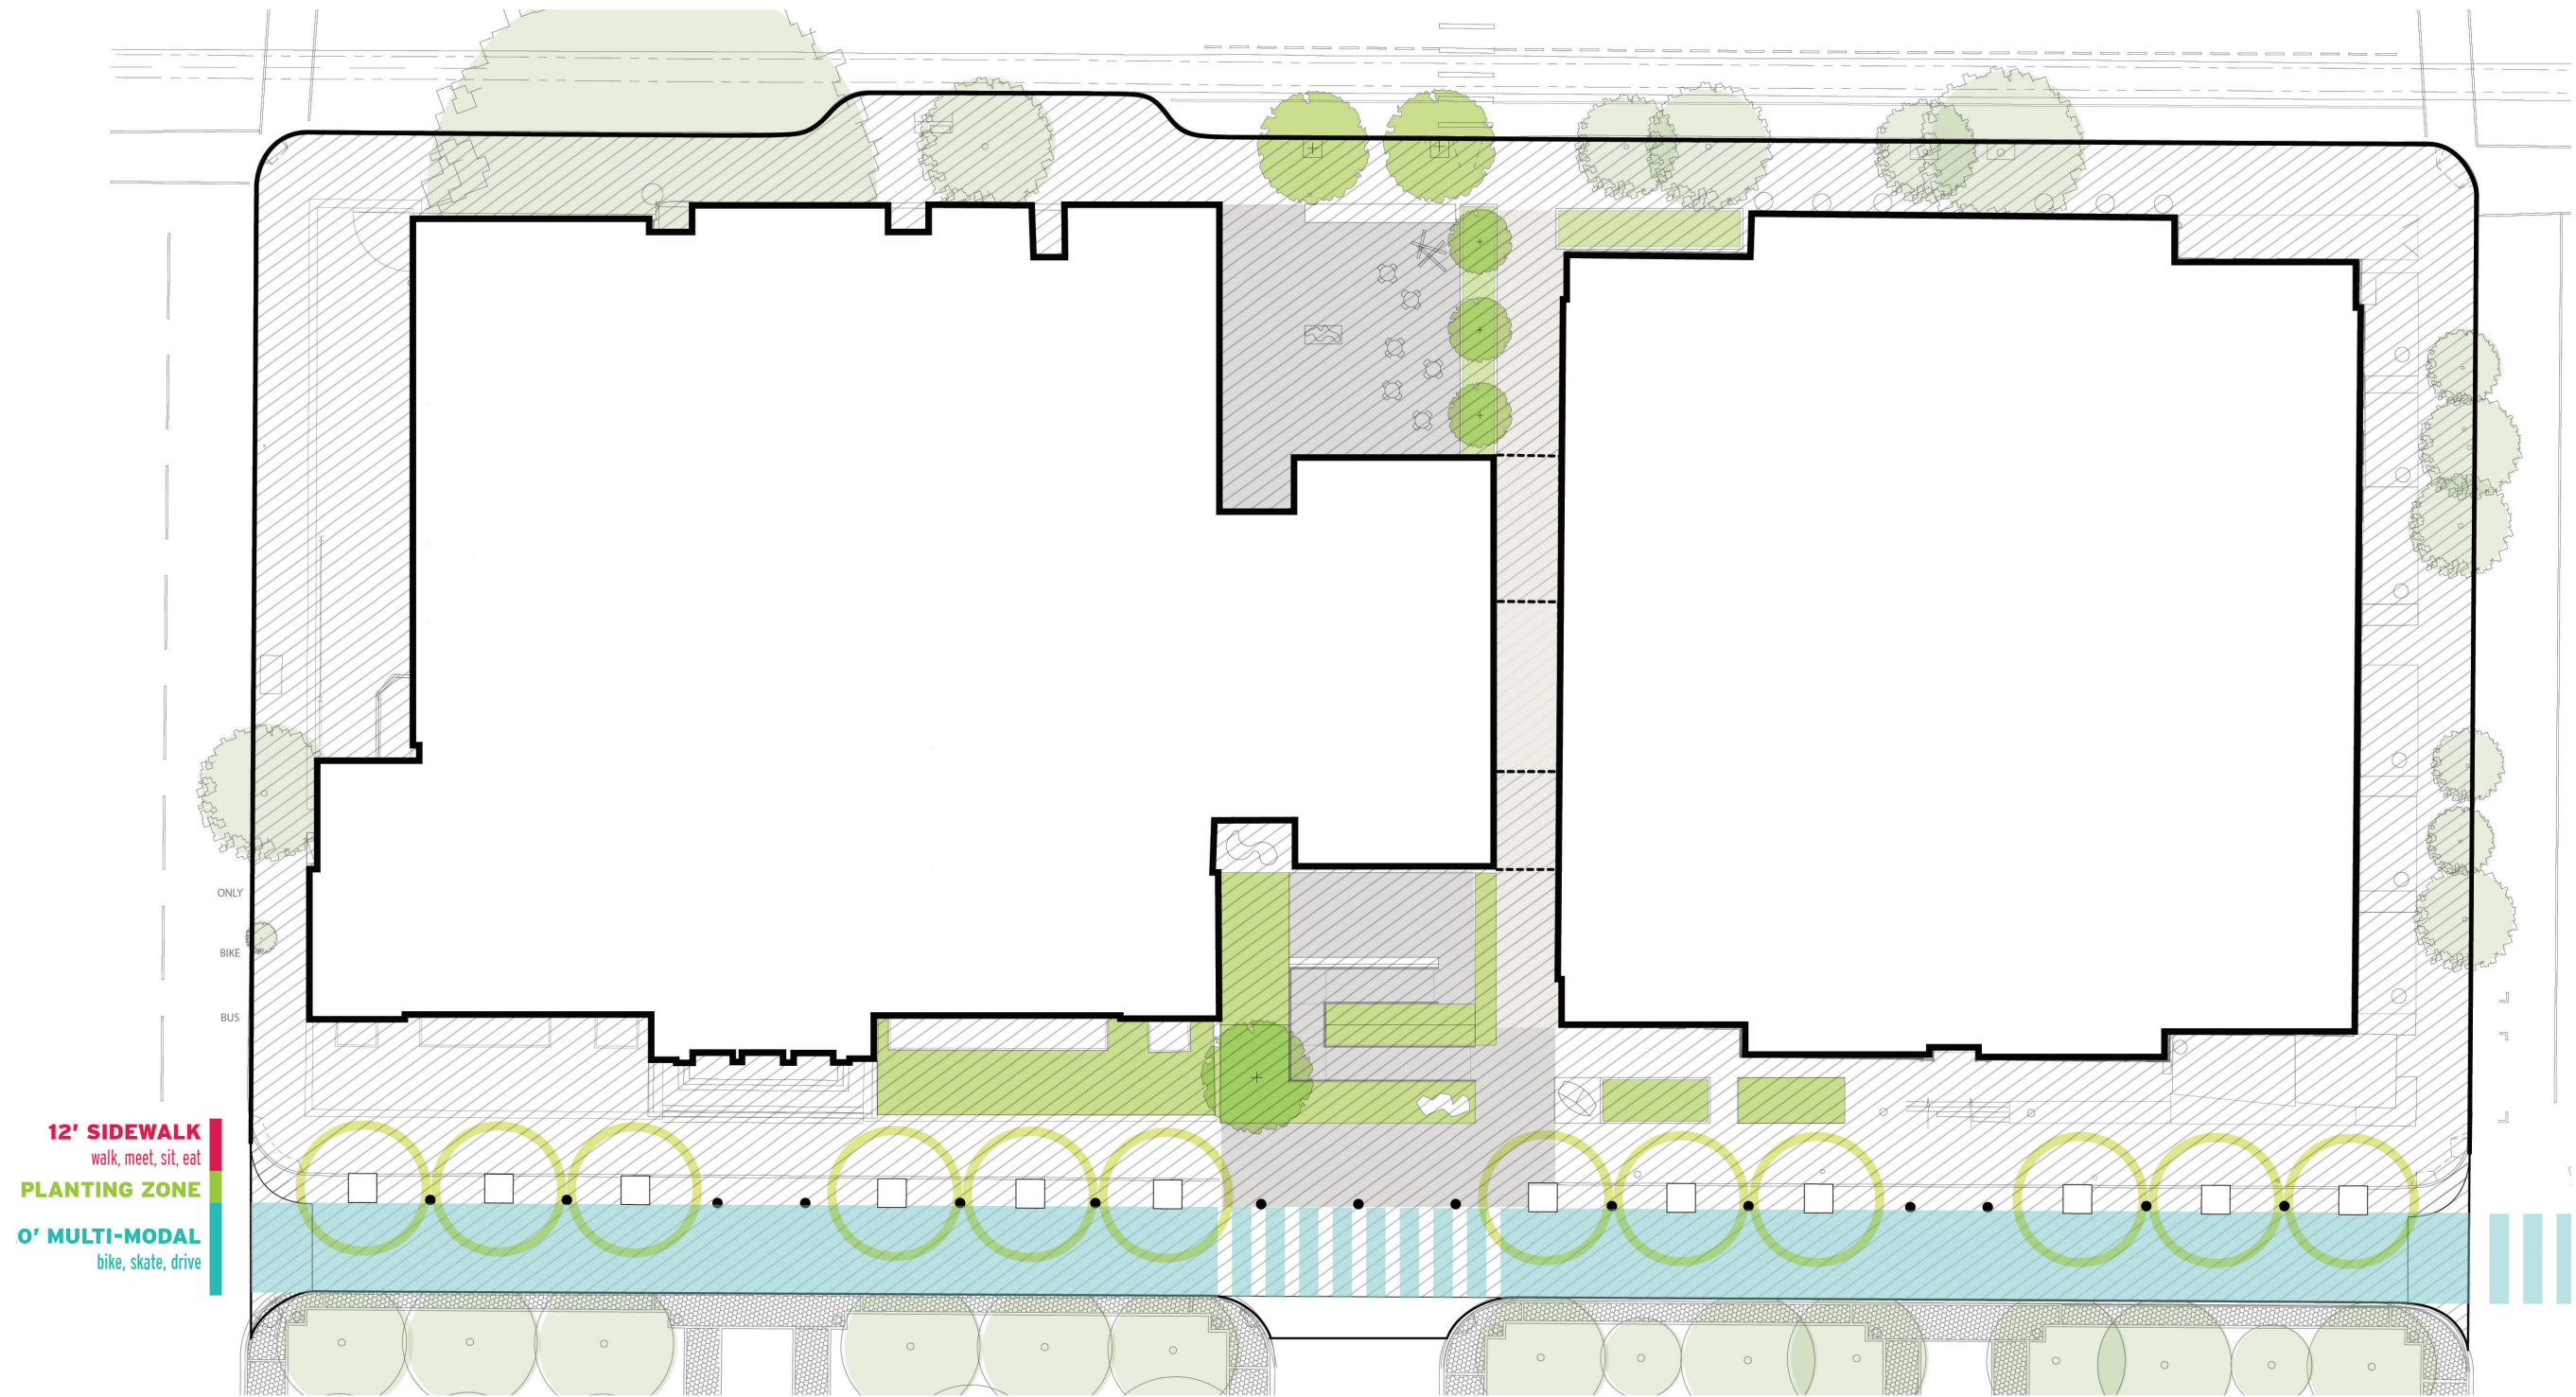 ONLY
BIKE
BUS
12' SIDEWALK
walk, meet, sit, eat
PLANTING ZONE
0' MULTI-MODAL
bike, skate, drive